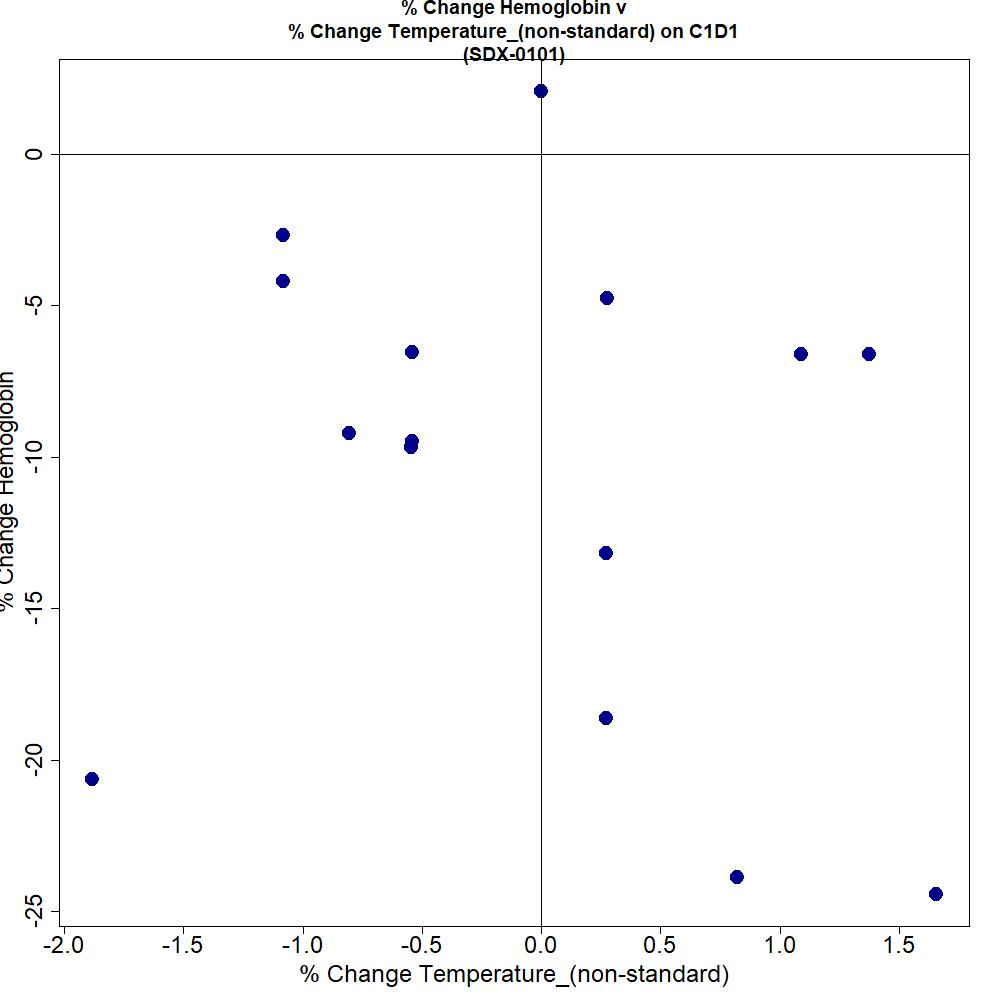 % Change Hemoglobin v
% Change Temperature_(non-standard) on C1D1
(SDX-0101)
% Change Hemoglobin
0
-5
-10
-15
-20
-25
-2.0 -1.5 -1.0 -0.5 0.0 0.5 1.0 1.5
% Change Temperature_(non-standard)